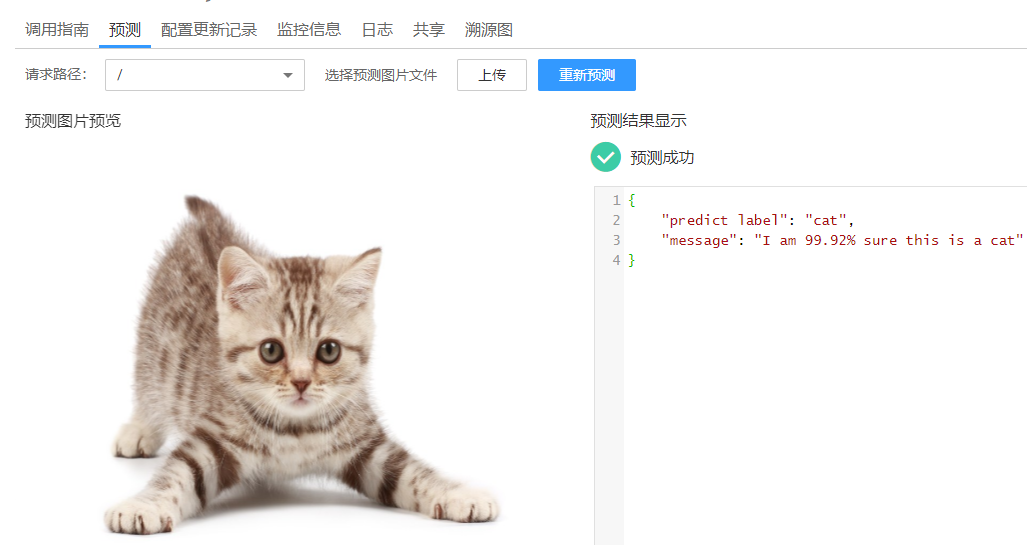 调用指南 预测 配置更新记录 监控信息 日志 共享 溯源图
请求路径： / 选择预测图片文件 上传 重新预测
预测图片预览
预测结果显示
预测成功
1 {
2 "predict label": "cat",
3 "message": "I am 99.92% sure this is a cat"
4 }